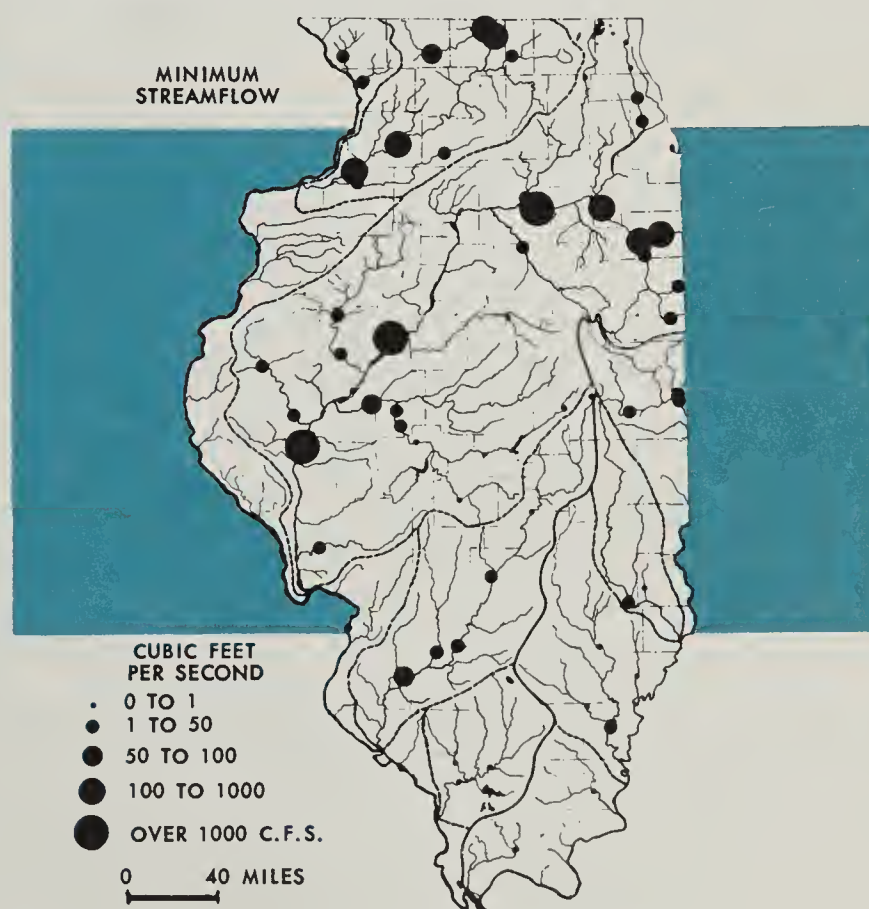 MINIMUM
STREAMFLOW
CUBIC FEET
PER SECOND
0 TO 1
1 TO 50
50 TO 100
100 TO 1000
OVER 1000 C.F.S.
0 40 MILES